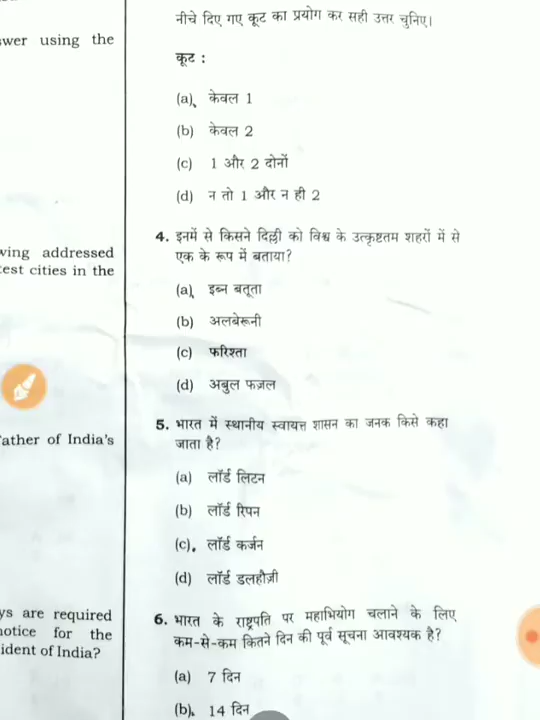 नीचे दिए गए कूट का प्रयोग कर सही उत्तर चुनिए।
wer using the
कूट :
(a) केवल 1
(b) केवल 2
(c) 1 और 2 दोनों
(d) न तो 1 और न ही 2
4. इनमें से किसने दिल्ली को विश्व के उत्कृष्टतम शहरों में से
एक के रूप में बताया?
ving addressed
est cities in the
(a) इब्न बतूता
(b) अलबेरूनी
(c) फरिश्ता
(d) अबुल फज़ल
5. भारत में स्थानीय स्वायत्त शासन का जनक किसे कहा
जाता है?
ather of India's
(a) लॉर्ड लिटन
(b) लॉर्ड रिपन
(c) लॉर्ड कर्जन
(d) लॉर्ड डलहौज़ी
6. भारत के राष्ट्रपति पर महाभियोग चलाने के लिए
कम-से-कम कितने दिन की पूर्व सूचना आवश्यक है?
ys are required
notice for the
ident of India?
(a) 7 दिन
(b) 14 दिन